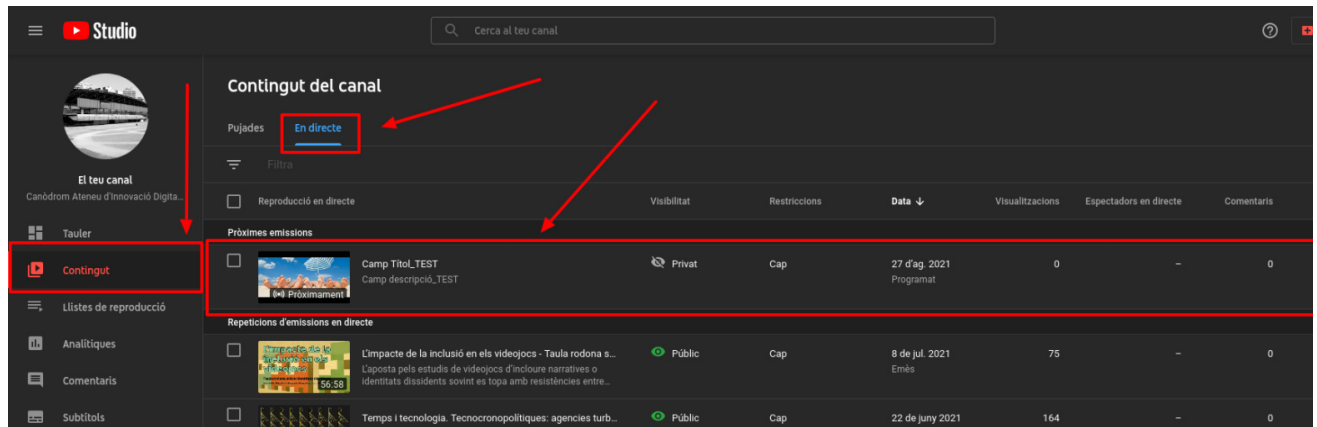 Studio
Cerca al teu canal
El teu canal
Canòdrom Ateneu d'Innovació Digita...
Tauler
Contingut
Llistes de reproducció
Analítiques
Comentaris
Subtítols
Contingut del canal
Pujades En directe
Filtra
Reproducció en directe Visibilitat Restriccions Data Visualitzacions Espectadors en directe Comentaris
Pròximes emissions
Camp Títol_TEST Privat Cap 27 d'ag. 2021 0 – 0
Camp descripció_TEST Programat
Pròximament
Repeticions d'emissions en directe
L'impacte de la inclusió en els videojocs - Taula rodona s... Públic Cap 8 de jul. 2021 75 – 0
L'aposta pels estudis de videojocs d'incloure narratives o Emès
identitats dissidents sovint es topa amb resistències entre...
56:58
Temps i tecnologia. Tecnocronopolítiques: agencies turb... Públic Cap 22 de juny 2021 164 – 0